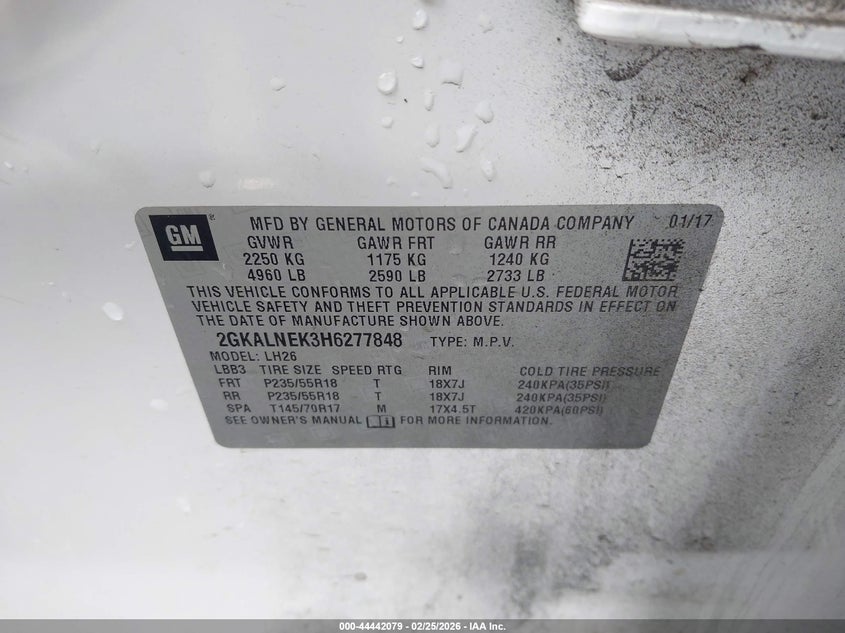 GM ® MFD BY GENERAL MOTORS OF CANADA COMPANY 01/17
GVWR GAWR FRT GAWR RR
2250 KG 1175 KG 1240 KG
4960 LB 2590 LB 2733 LB
THIS VEHICLE CONFORMS TO ALL APPLICABLE U.S. FEDERAL MOTOR
VEHICLE SAFETY AND THEFT PREVENTION STANDARDS IN EFFECT ON
THE DATE OF MANUFACTURE SHOWN ABOVE.
2GKALNEK3H6277848 TYPE: M.P.V.
MODEL: LH26
LBB3 TIRE SIZE SPEED RTG RIM COLD TIRE PRESSURE
FRT P235/55R18 T 18X7J 240KPA(35PSI)
RR P235/55R18 T 18X7J 240KPA(35PSI)
SPA T145/70R17 M 17X4.5T 420KPA(60PSI)
SEE OWNER'S MANUAL FOR MORE INFORMATION.
000-44442079 - 02/25/2026 - IAA Inc.